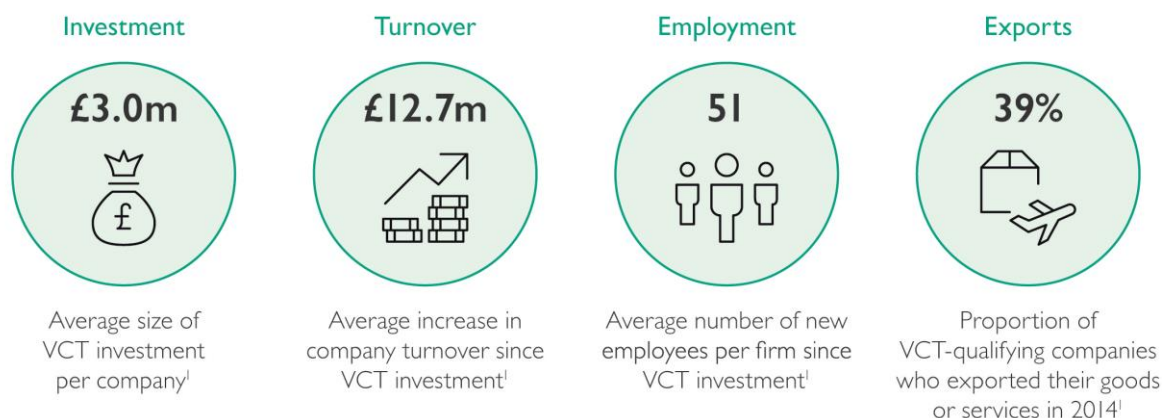 Investment
£3.0m
£
Average size of
VCT investment
per company¹
Turnover
£12.7m
Average increase in
company turnover since
VCT investment¹
Employment
51
Average number of new
employees per firm since
VCT investment¹
Exports
39%
Proportion of
VCT-qualifying companies
who exported their goods
or services in 2014¹